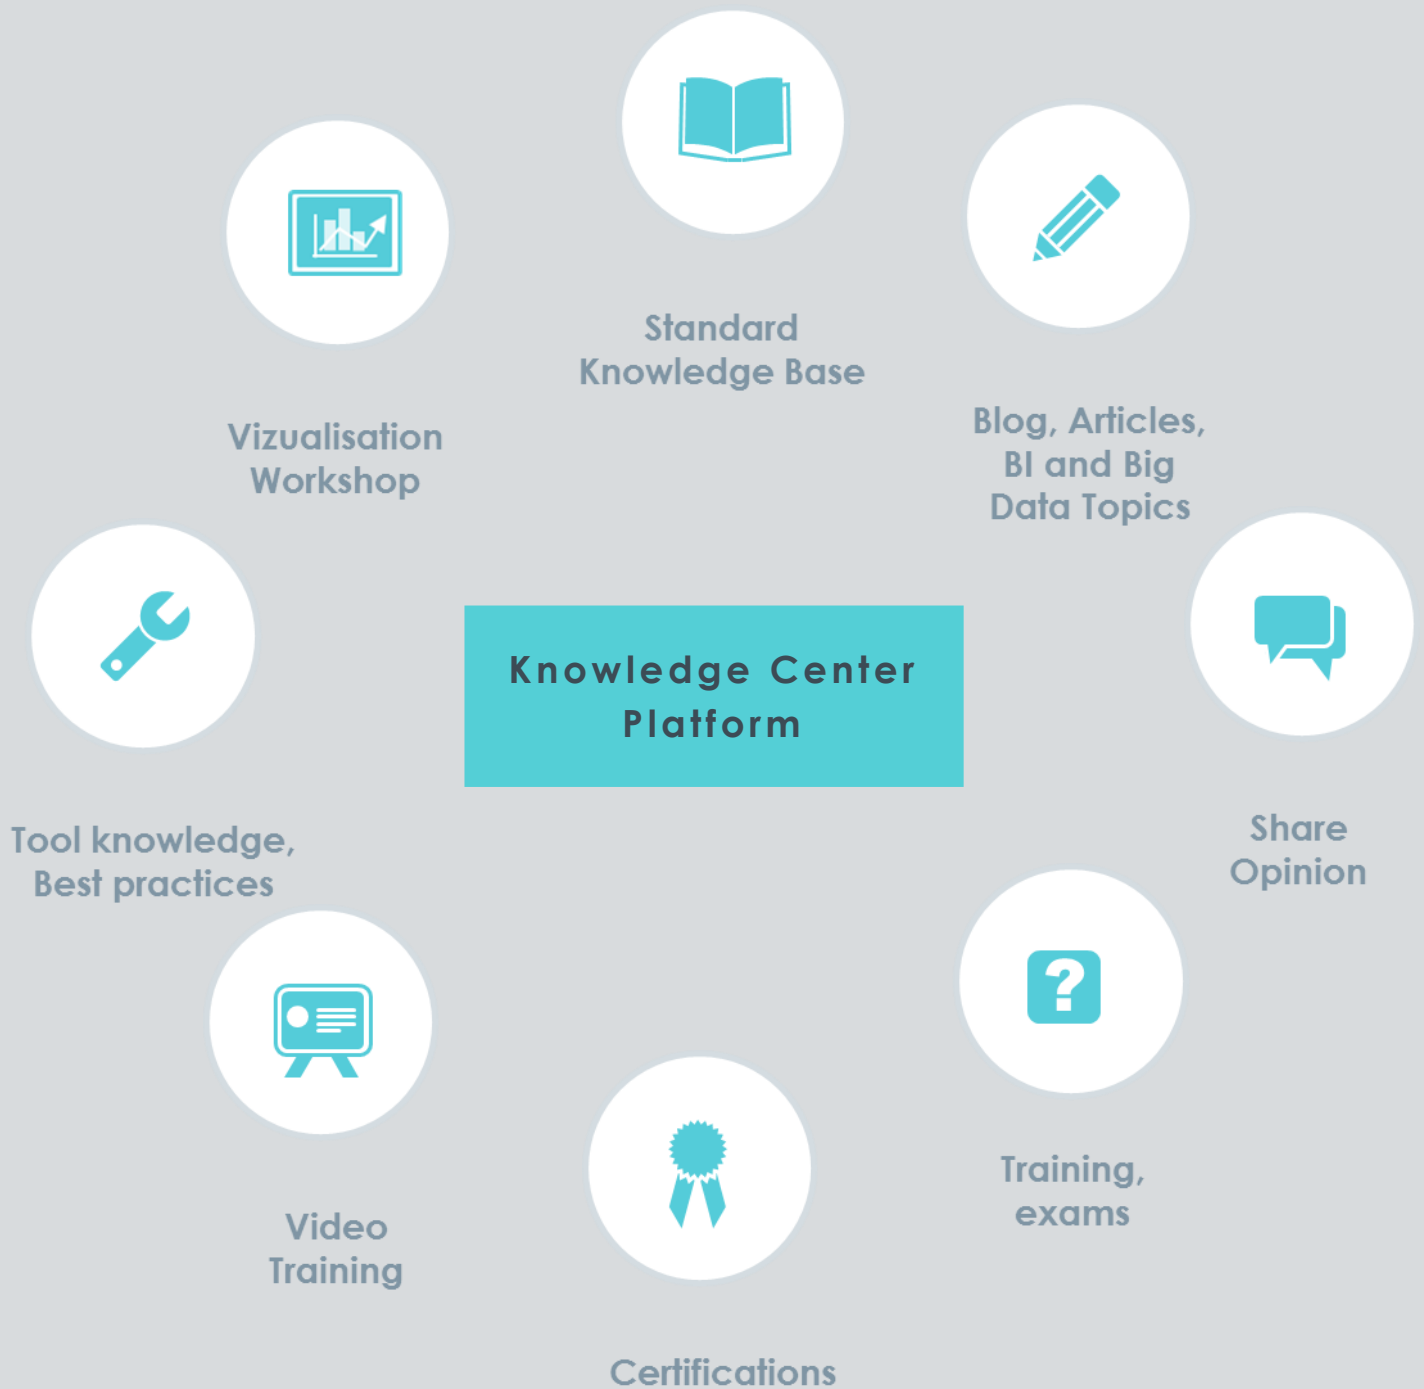 Standard
Knowledge Base
Blog, Articles,
BI and Big
Data Topics
Vizualisation
Workshop
Knowledge Center
Platform
Share
Opinion
Tool knowledge,
Best practices
Training,
exams
Video
Training
Certifications
?